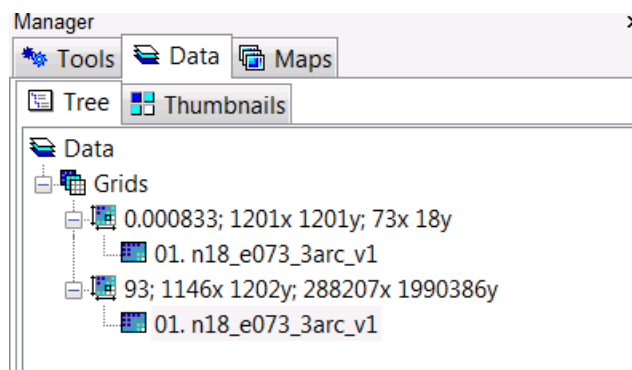 Manager
Tools Data Maps
Tree Thumbnails
Data
Grids
0.000833; 1201x 1201y; 73x 18y
01. n18_e073_3arc_v1
93; 1146x 1202y; 288207x 1990386y
01. n18_e073_3arc_v1